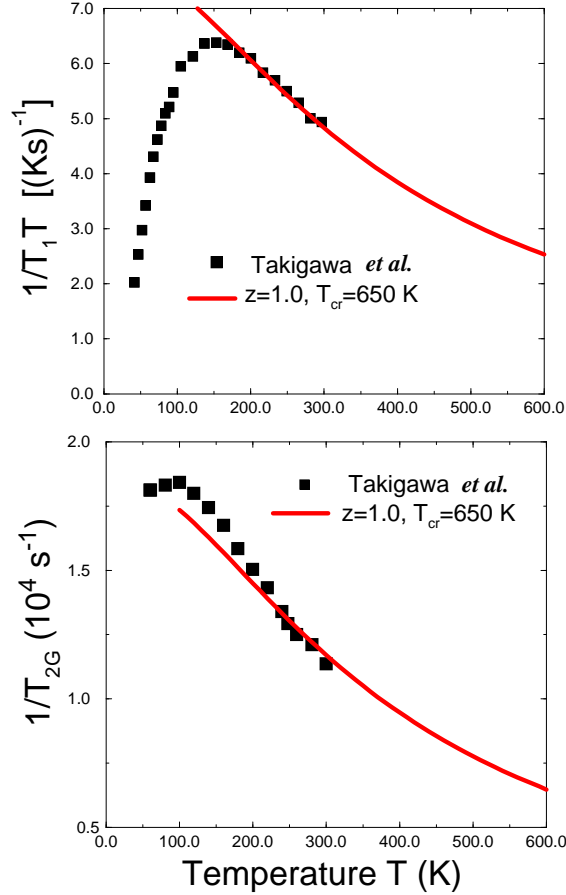 7.0
6.0
5.0
4.0
3.0
2.0
1.0
0.0
1/T₁T [(Ks)⁻¹]
Takigawa et al.
z=1.0, T_cr=650 K
0.0 100.0 200.0 300.0 400.0 500.0 600.0
2.0
1.5
1.0
0.5
1/T_2G (10⁴ s⁻¹)
Takigawa et al.
z=1.0, T_cr=650 K
0.0 100.0 200.0 300.0 400.0 500.0 600.0
Temperature T (K)